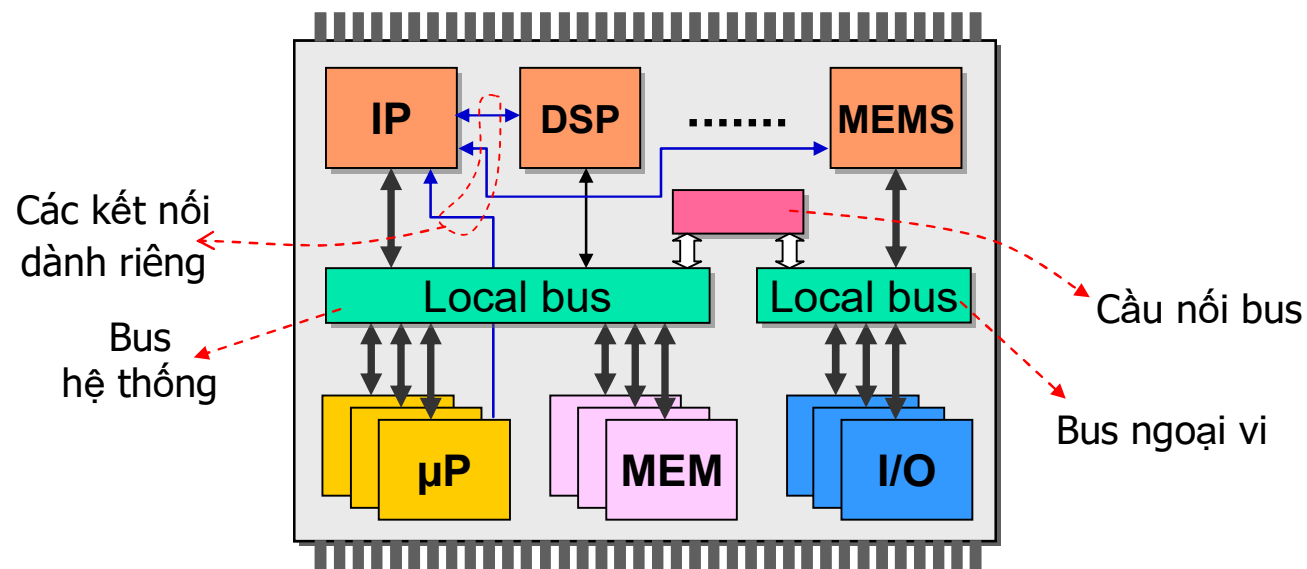 IP
DSP
.......
MEMS
Các kết nối
dành riêng
Local bus
Local bus
Cầu nối bus
Bus
hệ thống
Bus ngoại vi
µP
MEM
I/O